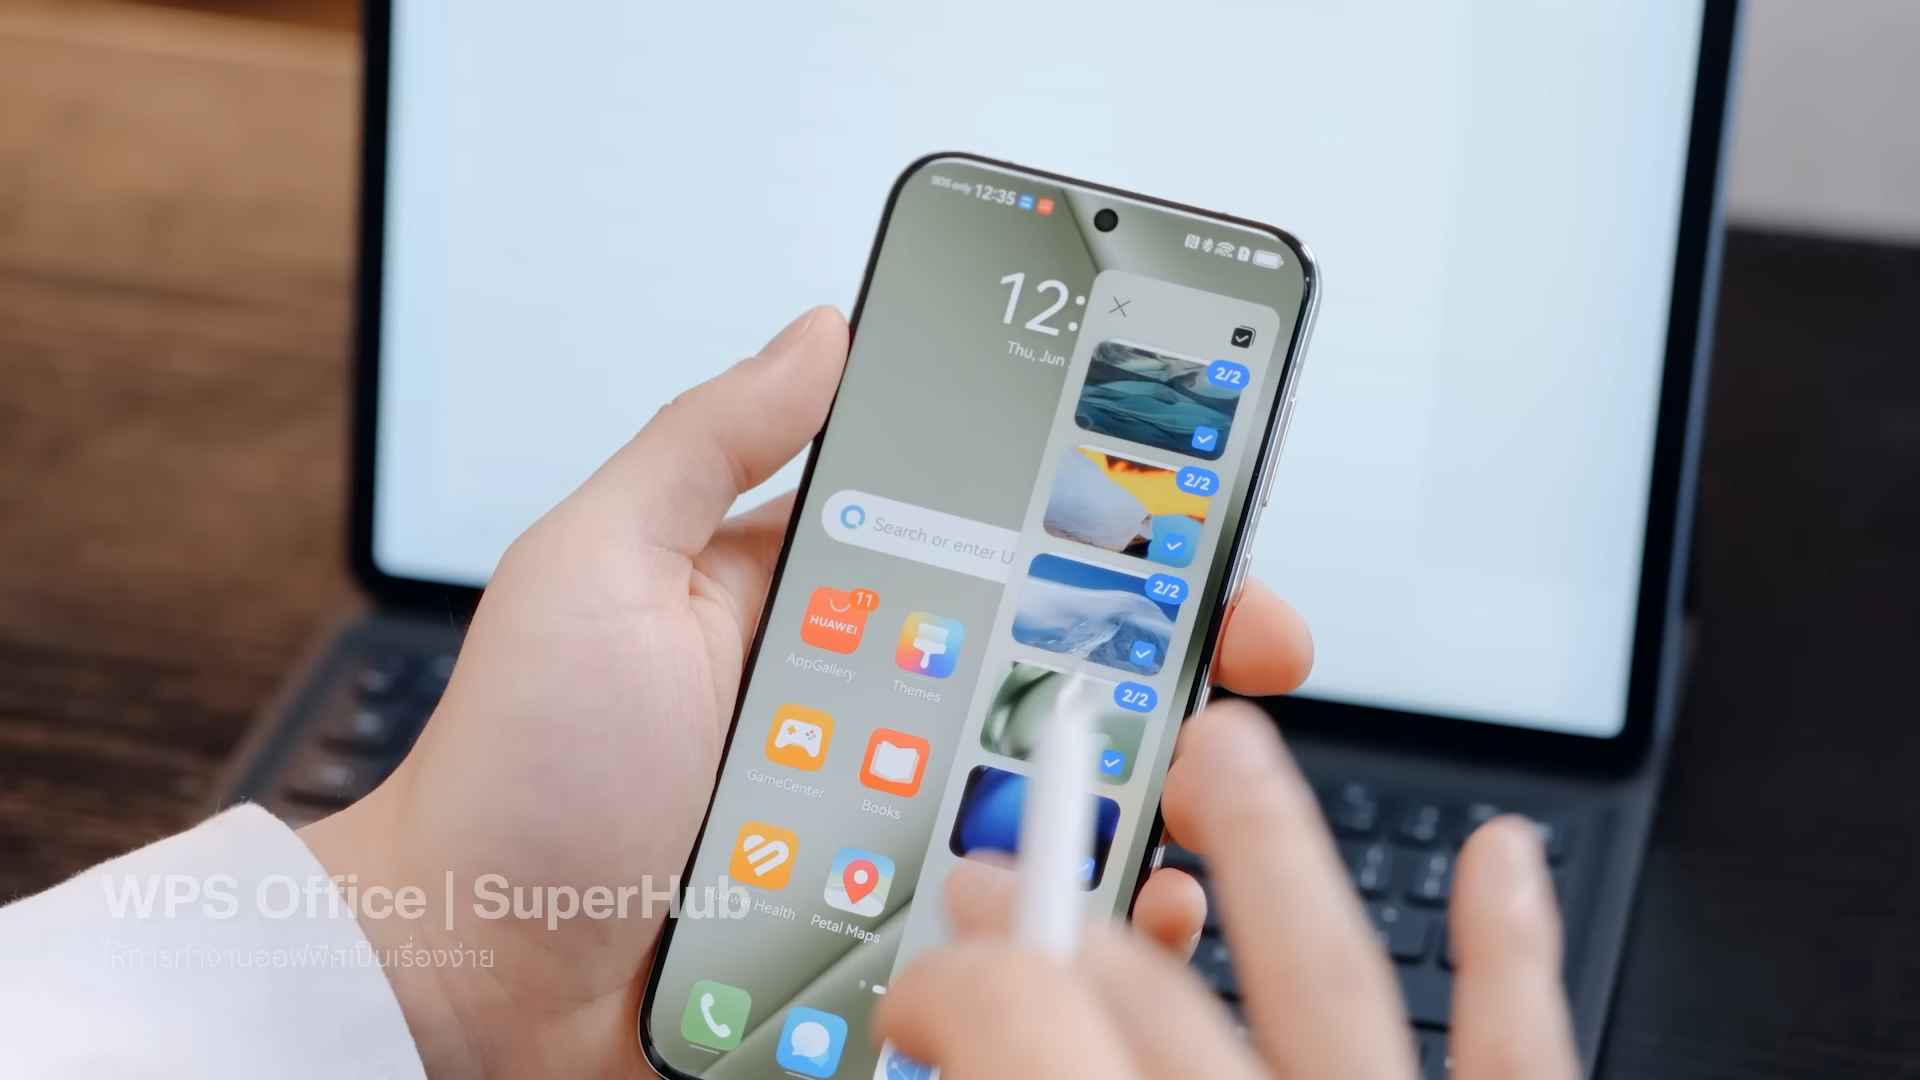 SOS only 12:35
12:
Thu, Jun
2/2
2/2
Search or enter U
2/2
11
HUAWEI
AppGallery
Themes
2/2
GameCenter
Books
Huawei Health
Petal Maps
WPS Office | SuperHub
ให้การทำงานออฟฟิศเป็นเรื่องง่าย